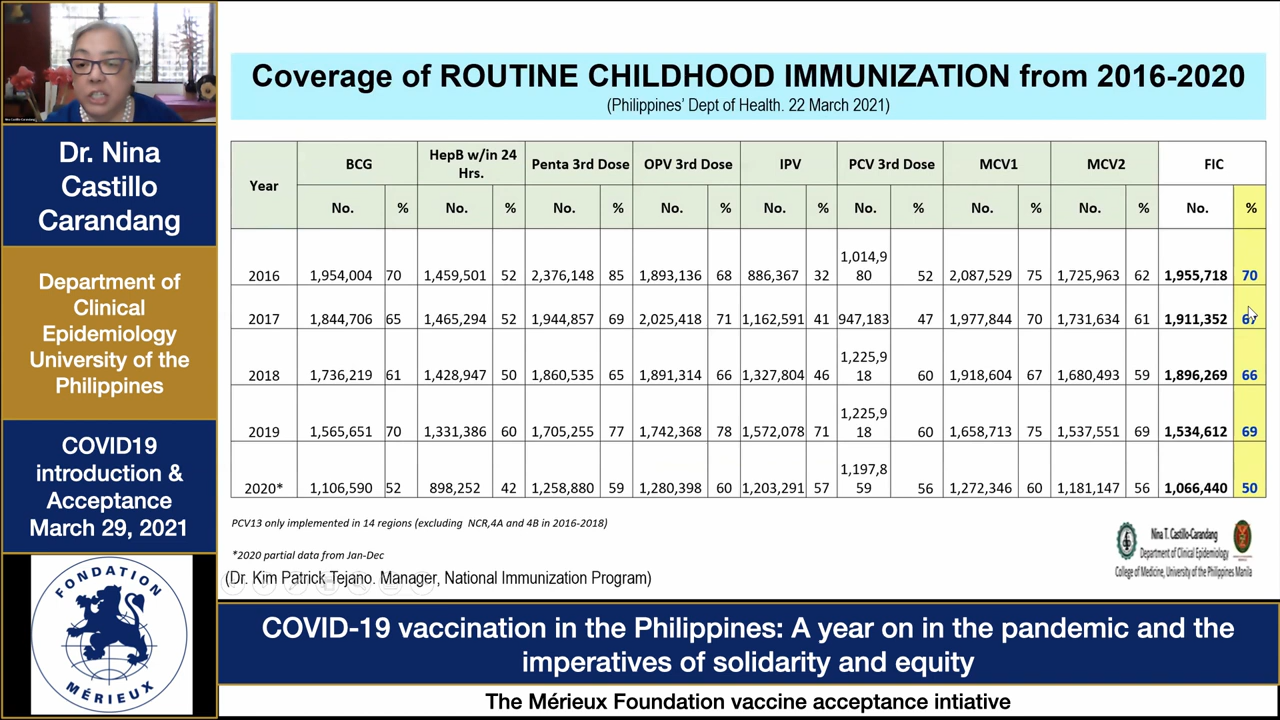 Dr. Nina
Castillo
Carandang
Department of
Clinical
Epidemiology
University of the
Philippines
COVID19
introduction &
Acceptance
March 29, 2021
FONDATION
MÉRIEUX
Coverage of ROUTINE CHILDHOOD IMMUNIZATION from 2016-2020
(Philippines' Dept of Health. 22 March 2021)
Year BCG HepB w/in 24 Hrs. Penta 3rd Dose OPV 3rd Dose IPV PCV 3rd Dose MCV1 MCV2 FIC
No. % No. % No. % No. % No. % No. % No. % No. % No. %
2016 1,954,004 70 1,459,501 52 2,376,148 85 1,893,136 68 886,367 32 1,014,980 52 2,087,529 75 1,725,963 62 1,955,718 70
2017 1,844,706 65 1,465,294 52 1,944,857 69 2,025,418 71 1,162,591 41 947,183 47 1,977,844 70 1,731,634 61 1,911,352
2018 1,736,219 61 1,428,947 50 1,860,535 65 1,891,314 66 1,327,804 46 1,225,918 60 1,918,604 67 1,680,493 59 1,896,269 66
2019 1,565,651 70 1,331,386 60 1,705,255 77 1,742,368 78 1,572,078 71 1,225,918 60 1,658,713 75 1,537,551 69 1,534,612 69
2020* 1,106,590 52 898,252 42 1,258,880 59 1,280,398 60 1,203,291 57 1,197,859 56 1,272,346 60 1,181,147 56 1,066,440 50
PCV13 only implemented in 14 regions (excluding NCR,4A and 4B in 2016-2018)
*2020 partial data from Jan-Dec
(Dr. Kim Patrick Tejano. Manager, National Immunization Program)
Nina T. Castillo-Carandang
Department of Clinical Epidemiology
College of Medicine, University of the Philippines Manila
COVID-19 vaccination in the Philippines: A year on in the pandemic and the
imperatives of solidarity and equity
The Mérieux Foundation vaccine acceptance intiative